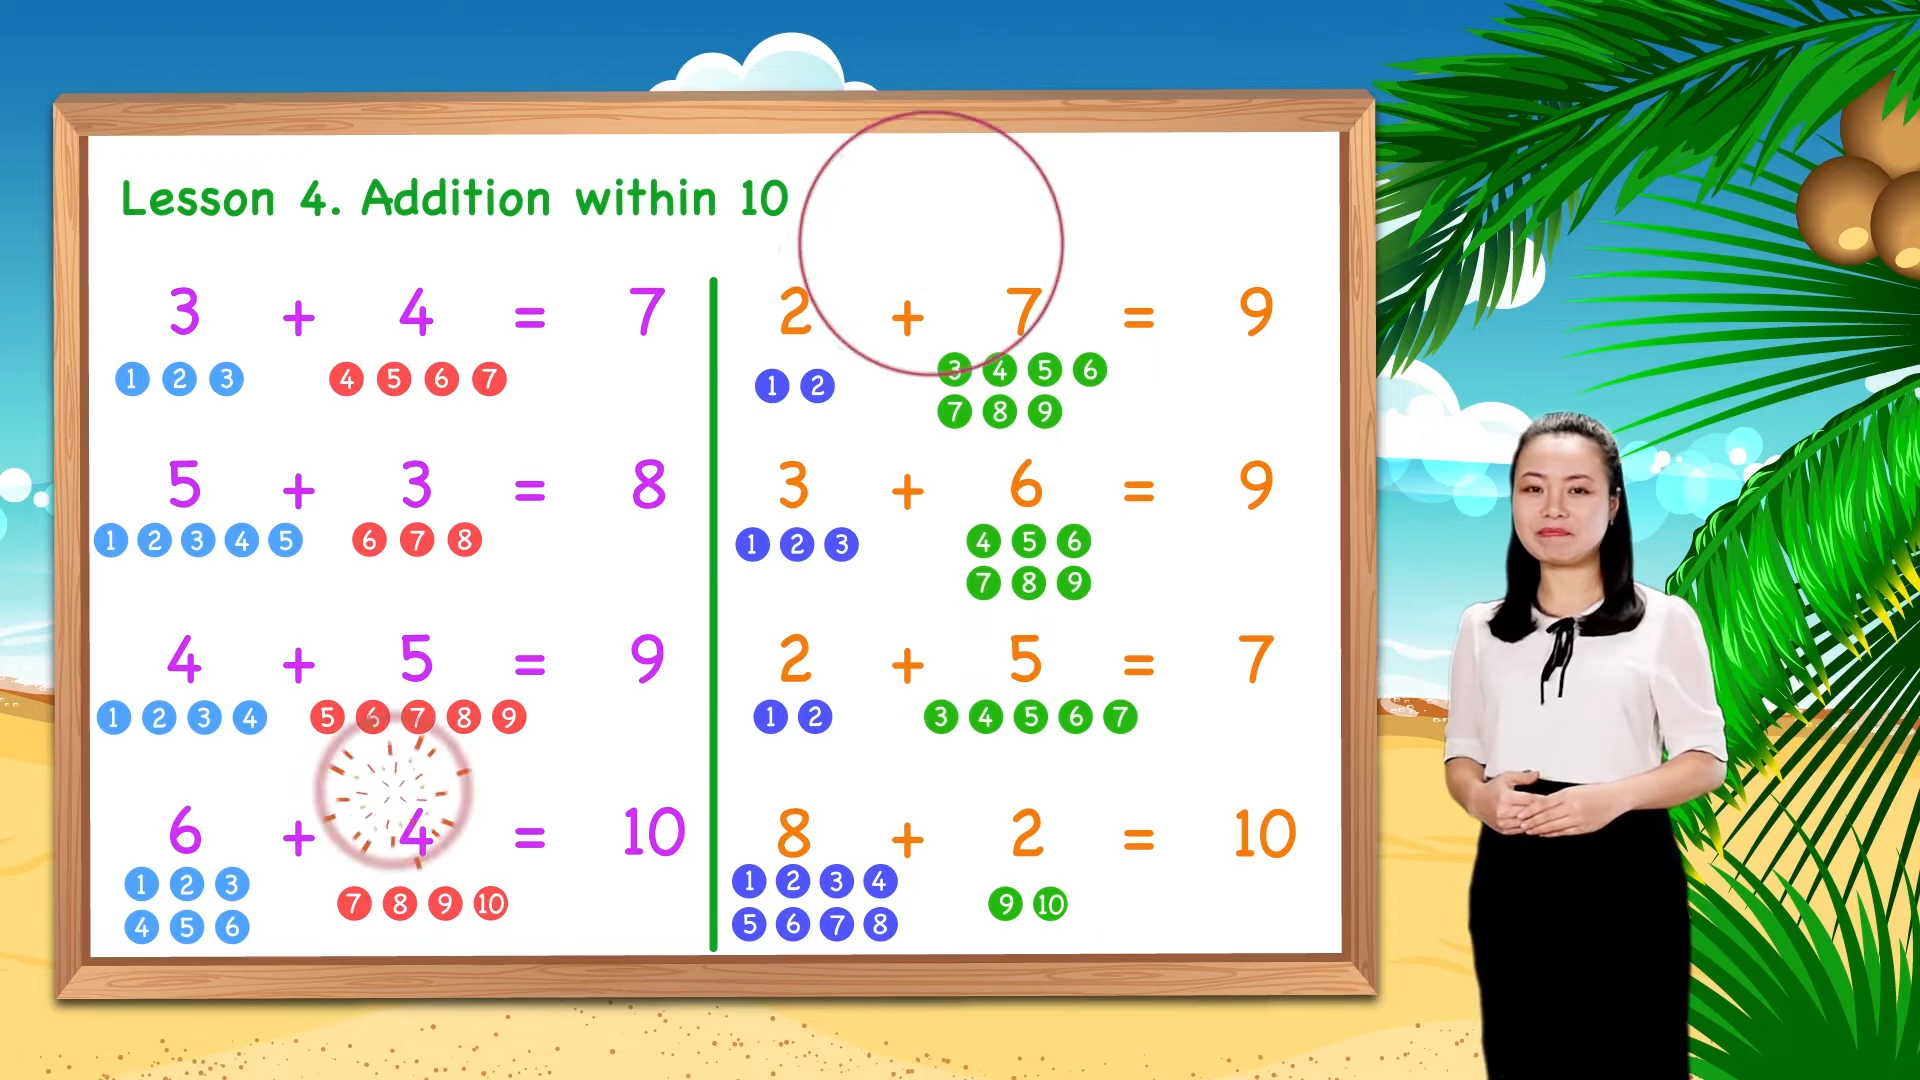 Lesson 4. Addition within 10
3 + 4 = 7
1 2 3 4 5 6 7
5 + 3 = 8
1 2 3 4 5 6 7 8
4 + 5 = 9
1 2 3 4 5 6 7 8 9
6 + 4 = 10
1 2 3
4 5 6
7 8 9 10
2 + 7 = 9
1 2
3 4 5 6
7 8 9
3 + 6 = 9
1 2 3
4 5 6
7 8 9
2 + 5 = 7
1 2 3 4 5 6 7
8 + 2 = 10
1 2 3 4
5 6 7 8
9 10